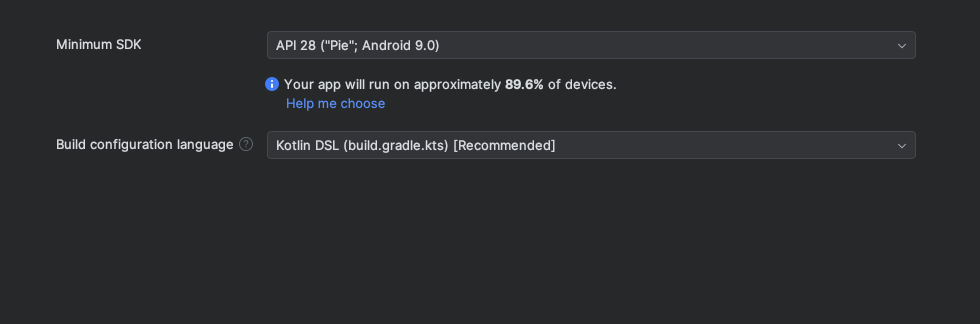 Minimum SDK
API 28 ("Pie"; Android 9.0)
Your app will run on approximately 89.6% of devices.
Help me choose
Build configuration language ?
Kotlin DSL (build.gradle.kts) [Recommended]